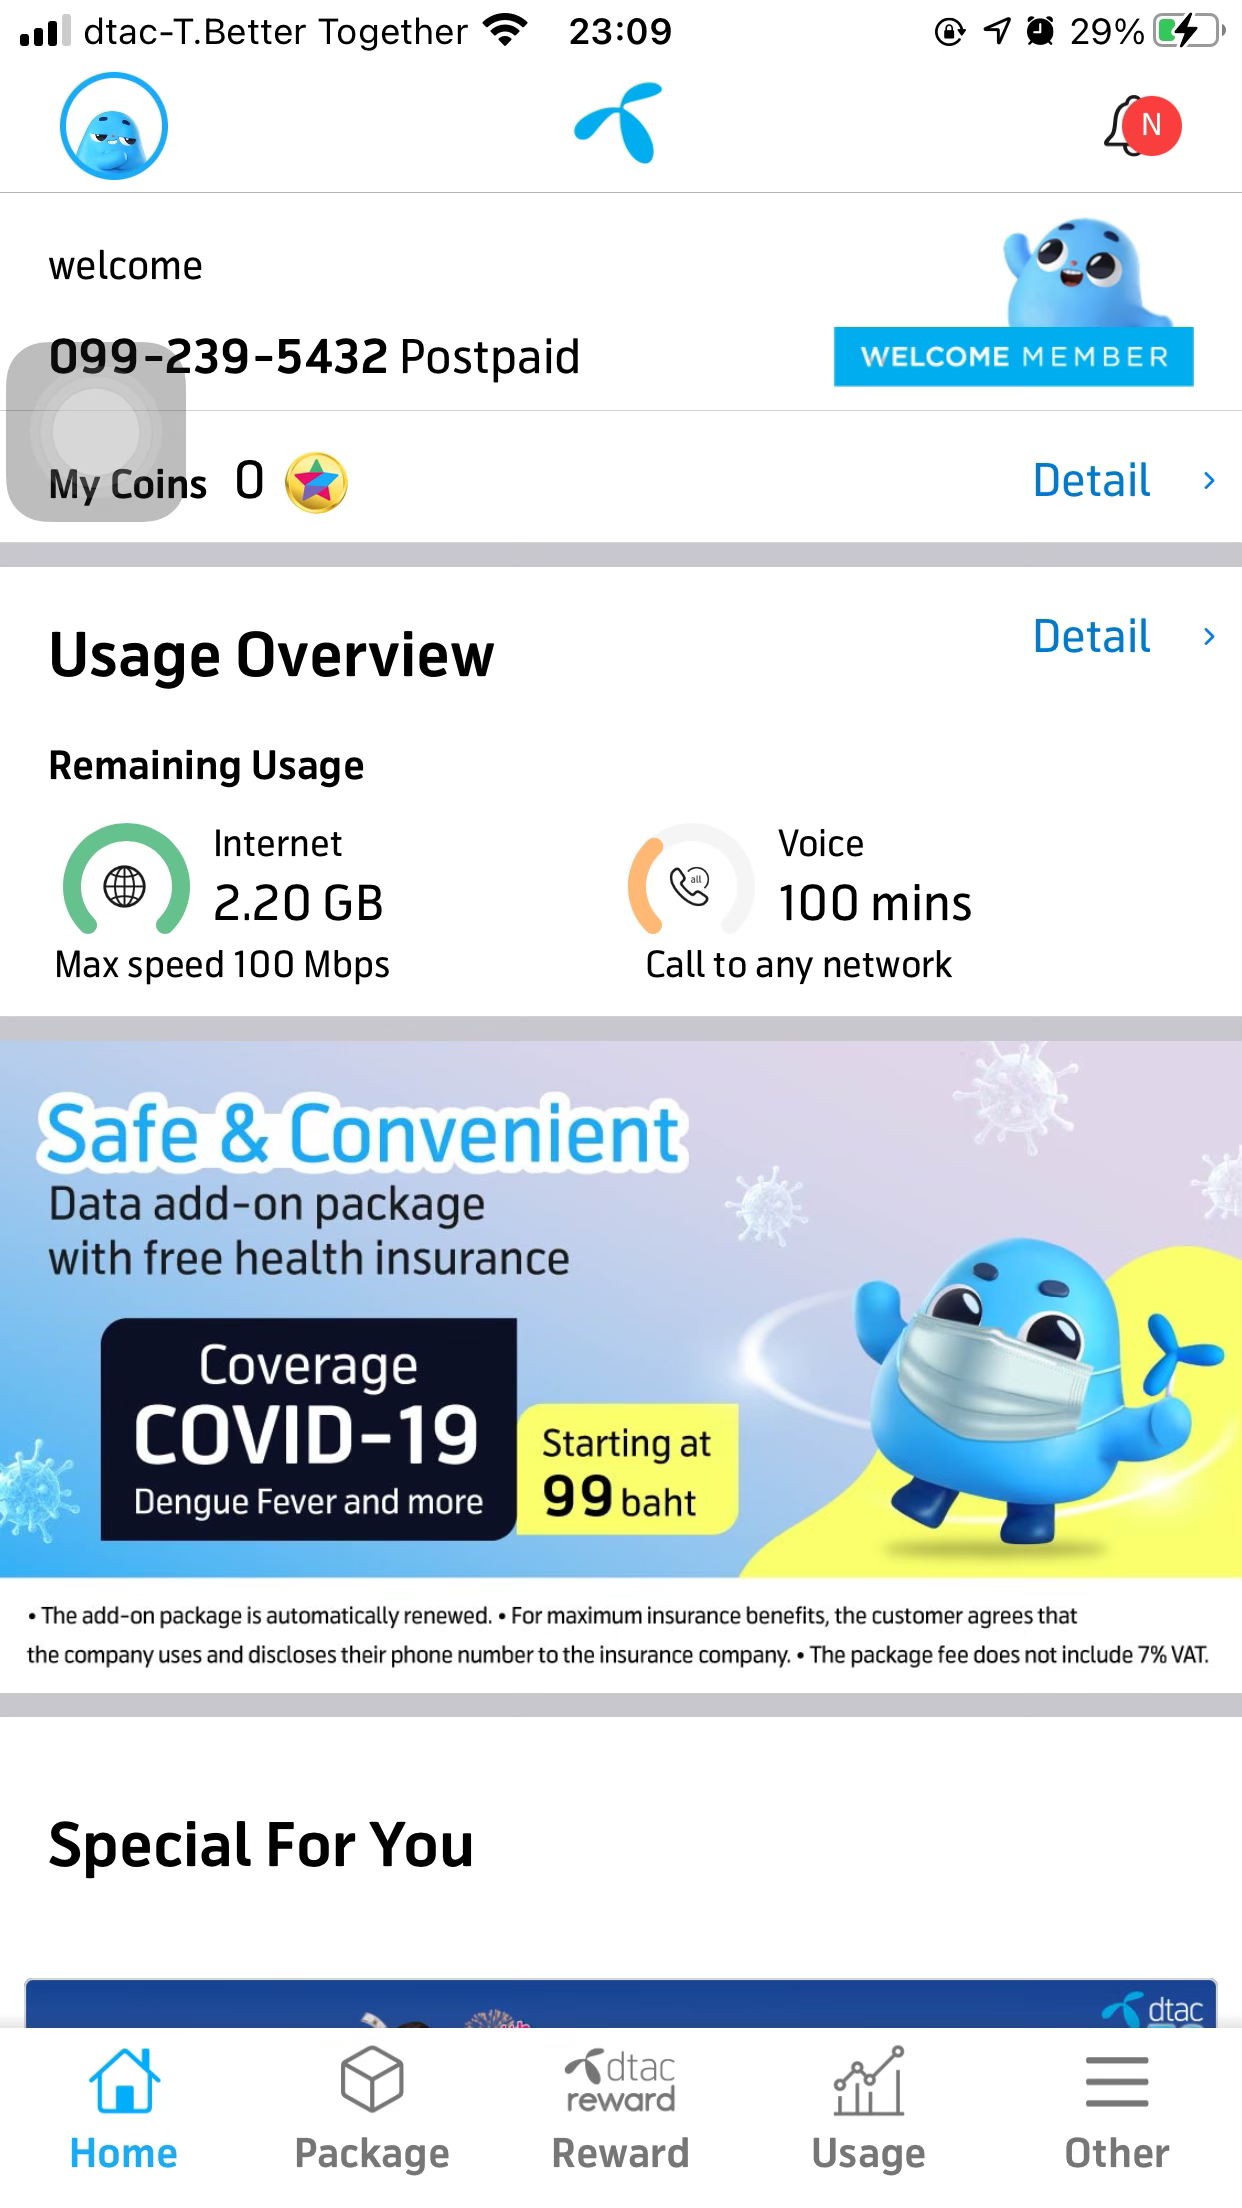 dtac-T.Better Together 23:09 29%
N
welcome
099-239-5432 Postpaid
WELCOME MEMBER
My Coins 0
Detail
Usage Overview
Detail
Remaining Usage
Internet
2.20 GB
Max speed 100 Mbps
all
Voice
100 mins
Call to any network
Safe & Convenient
Data add-on package
with free health insurance
Coverage
COVID-19
Dengue Fever and more
Starting at
99 baht
• The add-on package is automatically renewed. • For maximum insurance benefits, the customer agrees that
the company uses and discloses their phone number to the insurance company. • The package fee does not include 7% VAT.
Special For You
dtac
dtac
reward
Home Package Reward Usage Other